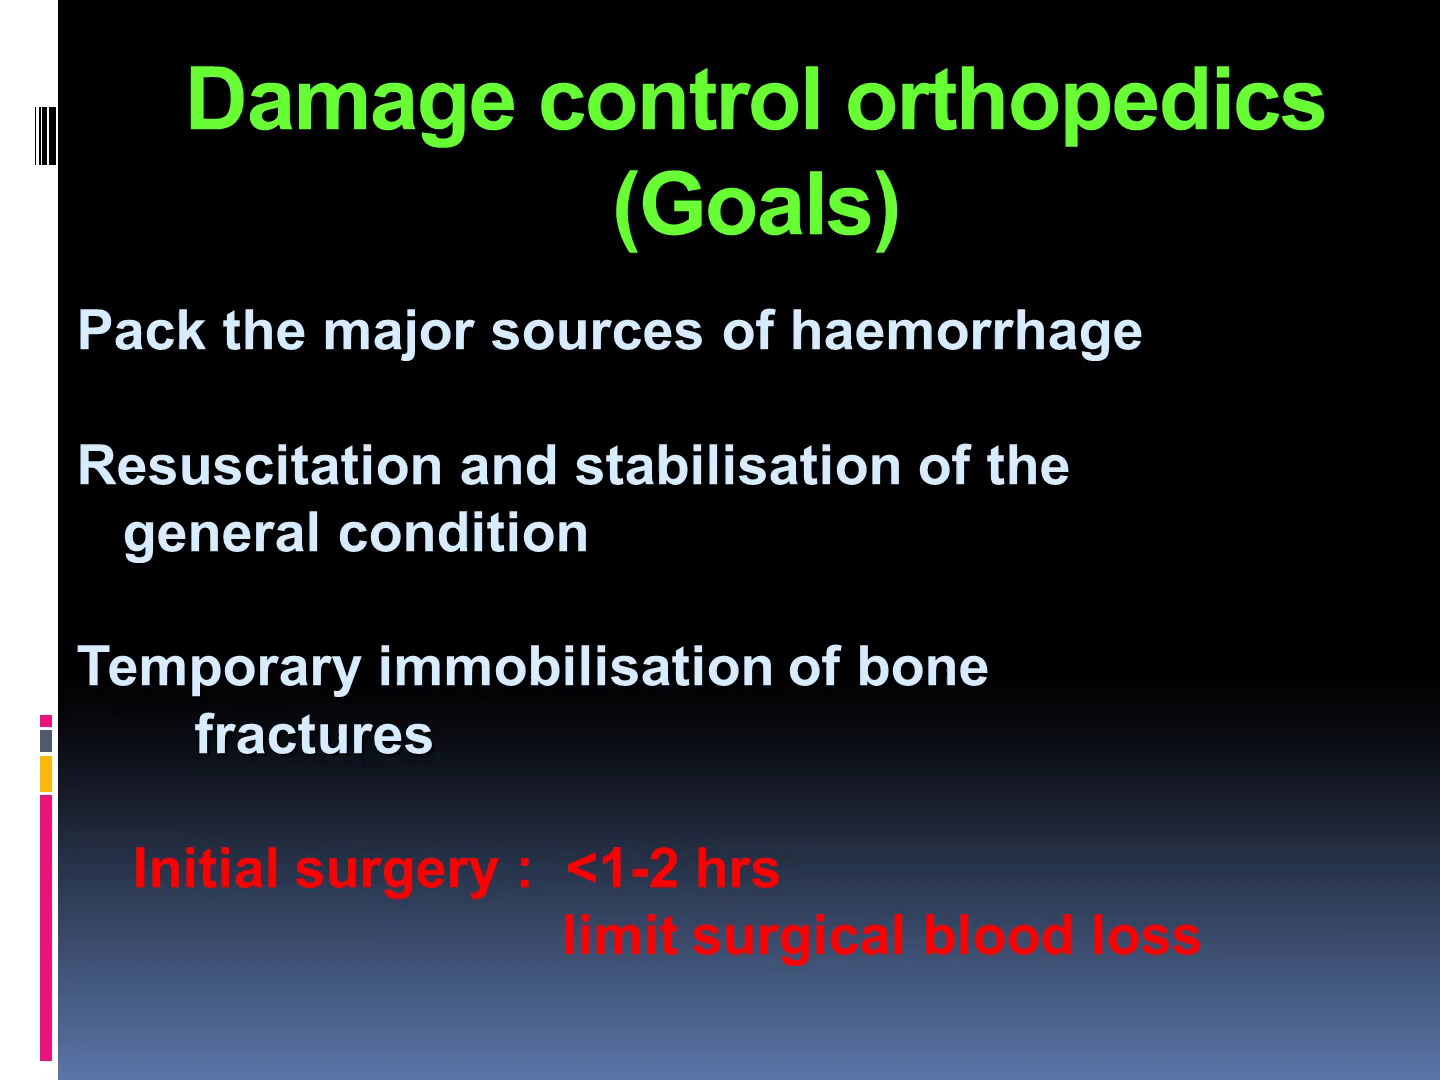 Damage control orthopedics
(Goals)
Pack the major sources of haemorrhage
Resuscitation and stabilisation of the
general condition
Temporary immobilisation of bone
fractures
Initial surgery : <1-2 hrs
limit surgical blood loss